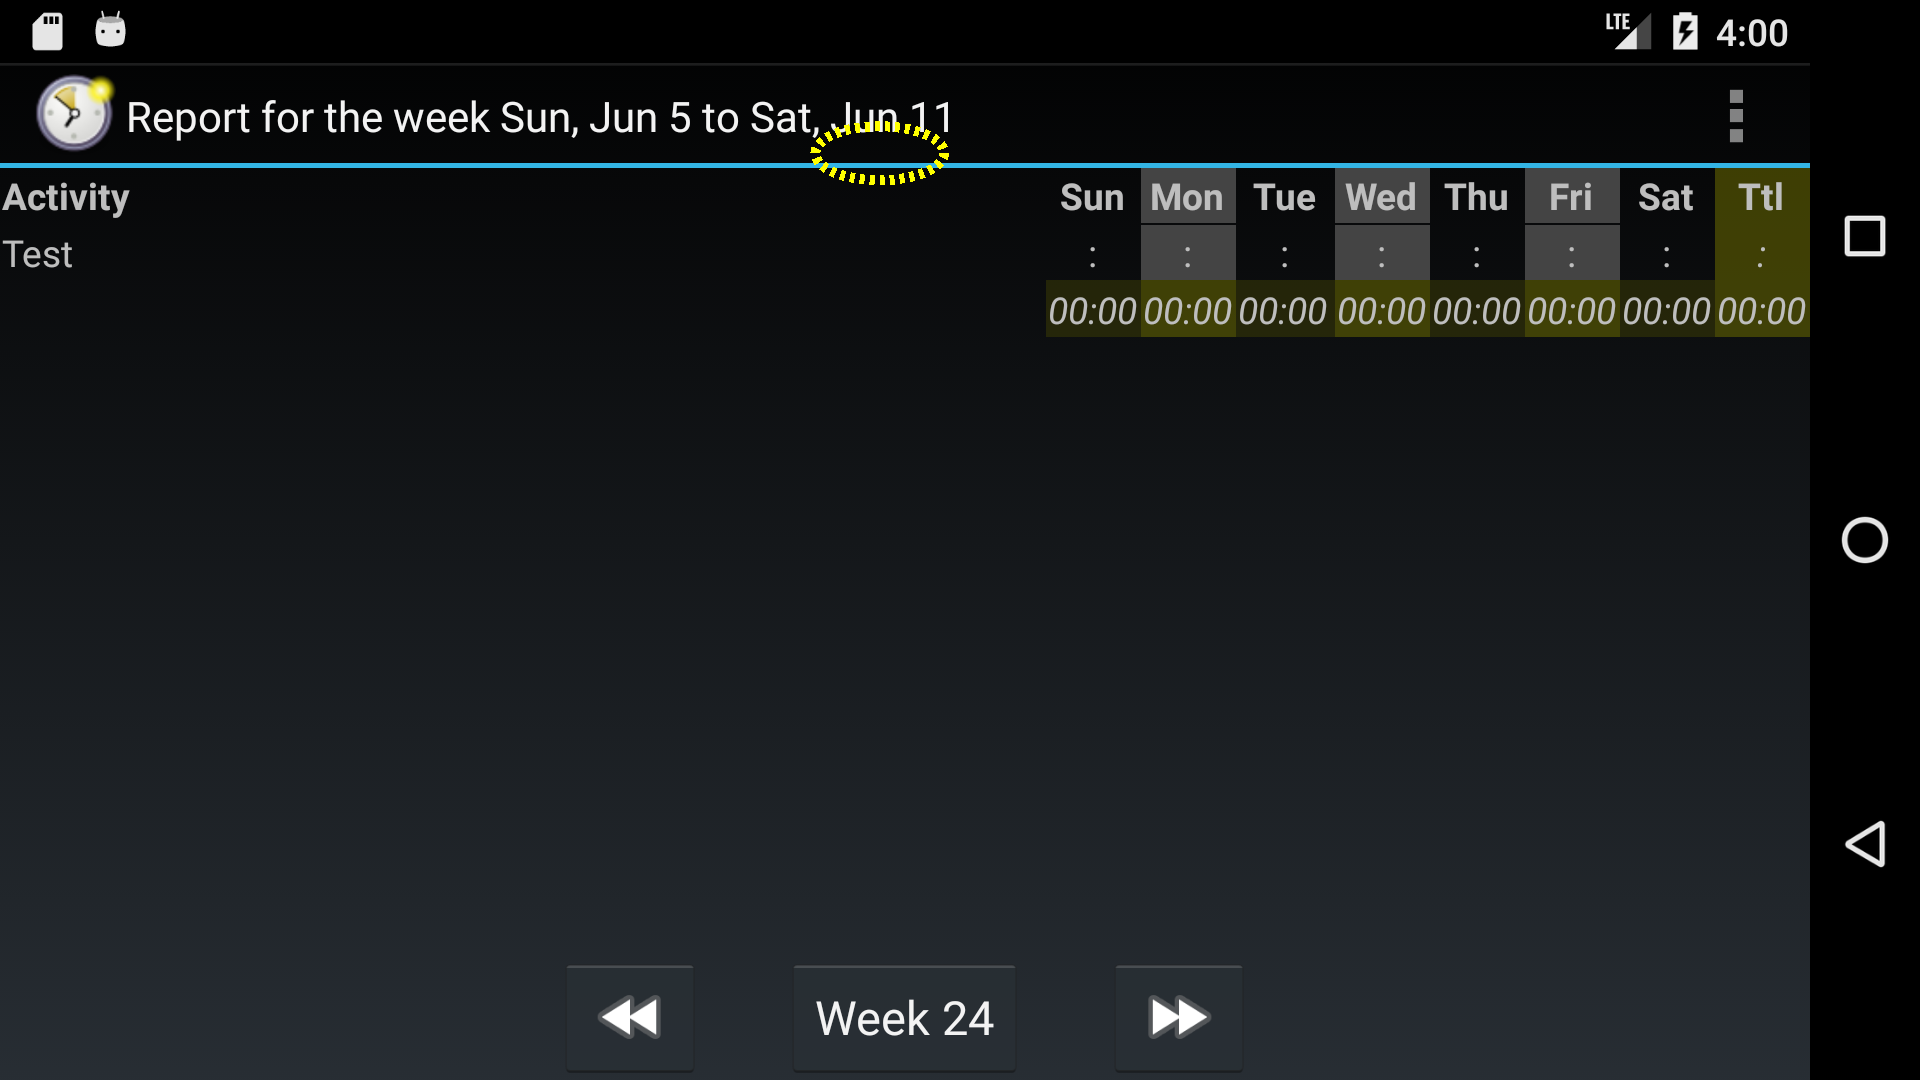 LTE 4:00
Report for the week Sun, Jun 5 to Sat, Jun 11
Activity Sun Mon Tue Wed Thu Fri Sat Ttl
Test : : : : : : : :
00:00 00:00 00:00 00:00 00:00 00:00 00:00 00:00
Week 24